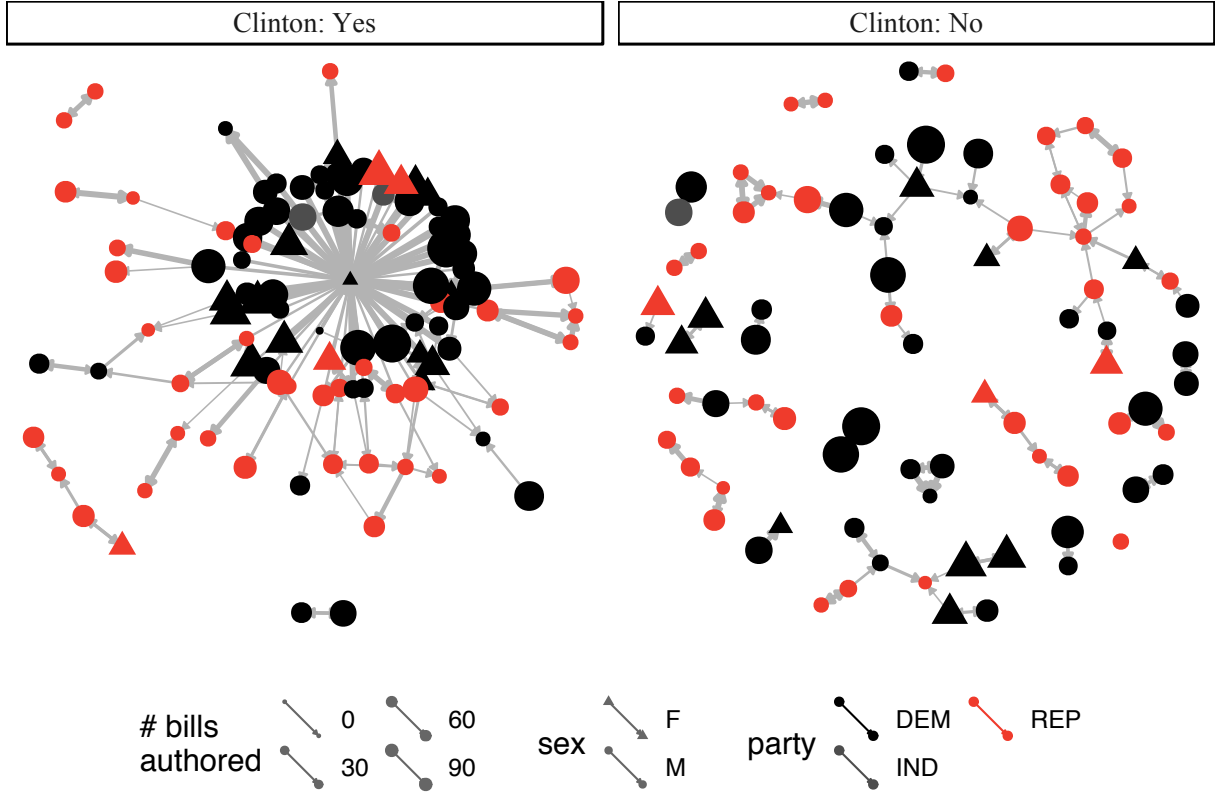 Clinton: Yes
Clinton: No
# bills authored
0
60
30
90
sex
F
M
party
DEM
REP
IND